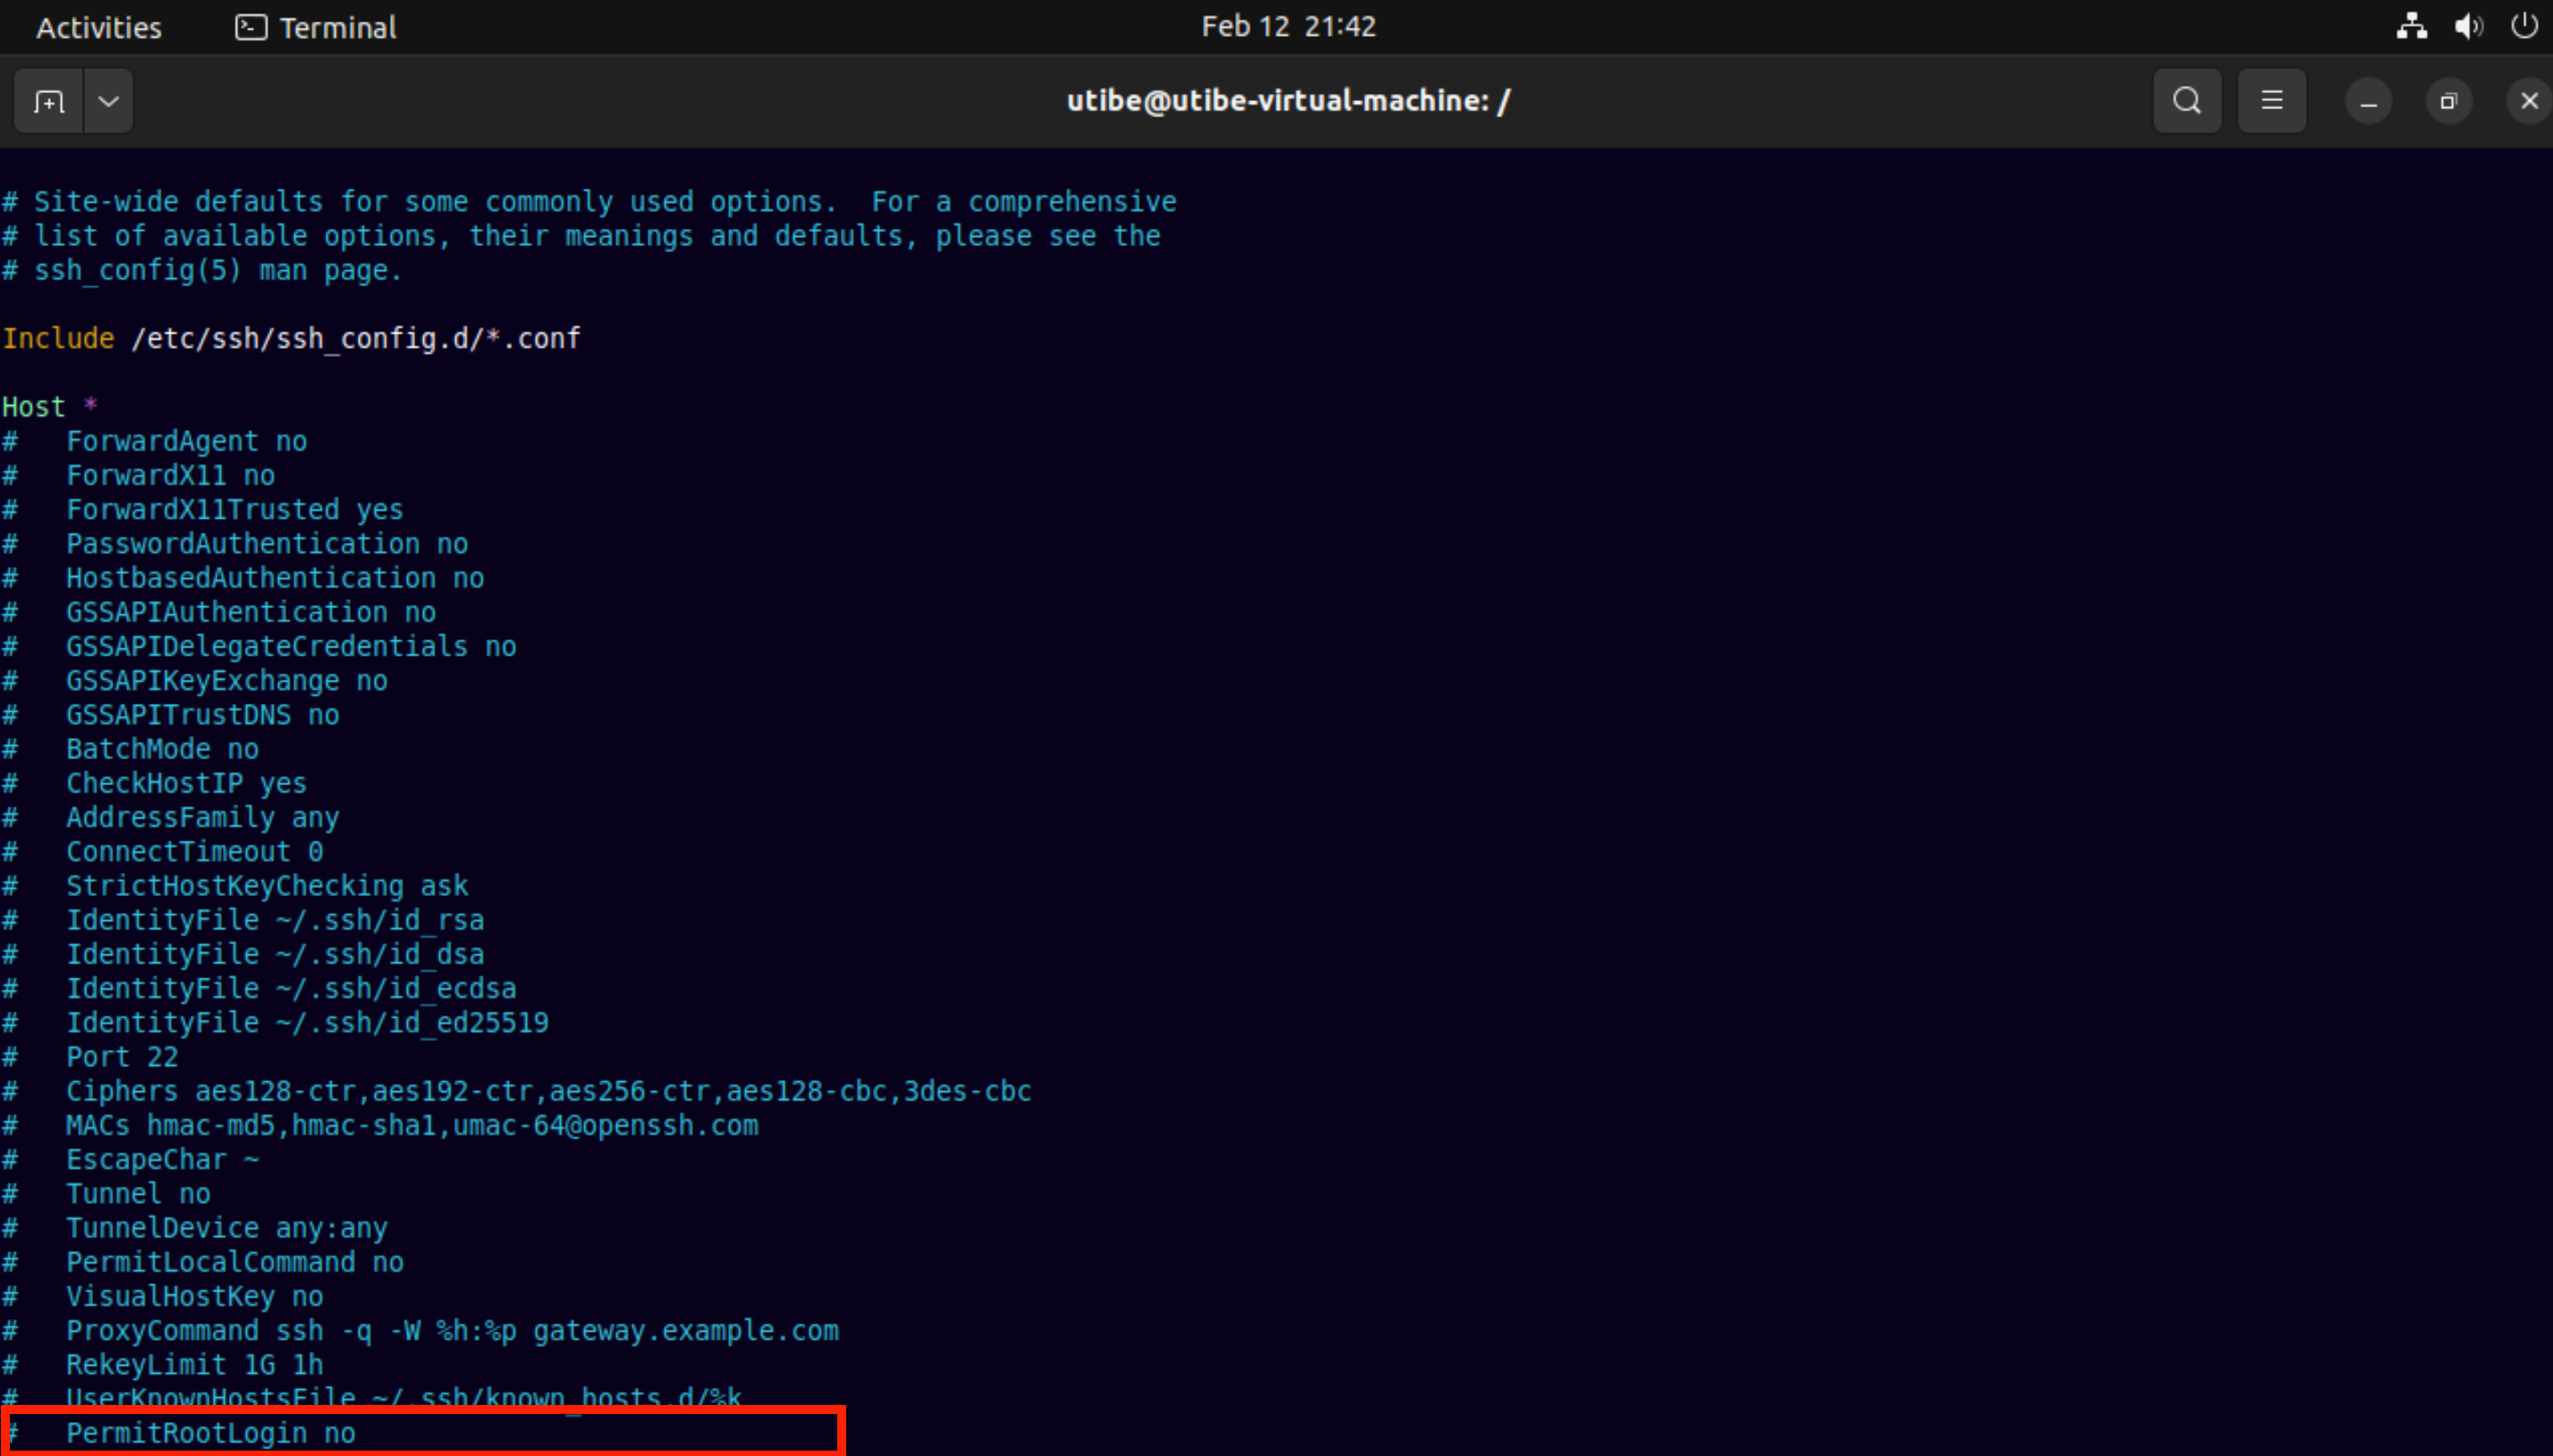 Activities Terminal Feb 12 21:42
utibe@utibe-virtual-machine: /
# Site-wide defaults for some commonly used options.  For a comprehensive
# list of available options, their meanings and defaults, please see the
# ssh_config(5) man page.
Include /etc/ssh/ssh_config.d/*.conf
Host *
#   ForwardAgent no
#   ForwardX11 no
#   ForwardX11Trusted yes
#   PasswordAuthentication no
#   HostbasedAuthentication no
#   GSSAPIAuthentication no
#   GSSAPIDelegateCredentials no
#   GSSAPIKeyExchange no
#   GSSAPITrustDNS no
#   BatchMode no
#   CheckHostIP yes
#   AddressFamily any
#   ConnectTimeout 0
#   StrictHostKeyChecking ask
#   IdentityFile ~/.ssh/id_rsa
#   IdentityFile ~/.ssh/id_dsa
#   IdentityFile ~/.ssh/id_ecdsa
#   IdentityFile ~/.ssh/id_ed25519
#   Port 22
#   Ciphers aes128-ctr,aes192-ctr,aes256-ctr,aes128-cbc,3des-cbc
#   MACs hmac-md5,hmac-sha1,umac-64@openssh.com
#   EscapeChar ~
#   Tunnel no
#   TunnelDevice any:any
#   PermitLocalCommand no
#   VisualHostKey no
#   ProxyCommand ssh -q -W %h:%p gateway.example.com
#   RekeyLimit 1G 1h
#   UserKnownHostsFile ~/.ssh/known_hosts.d/%k
#   PermitRootLogin no